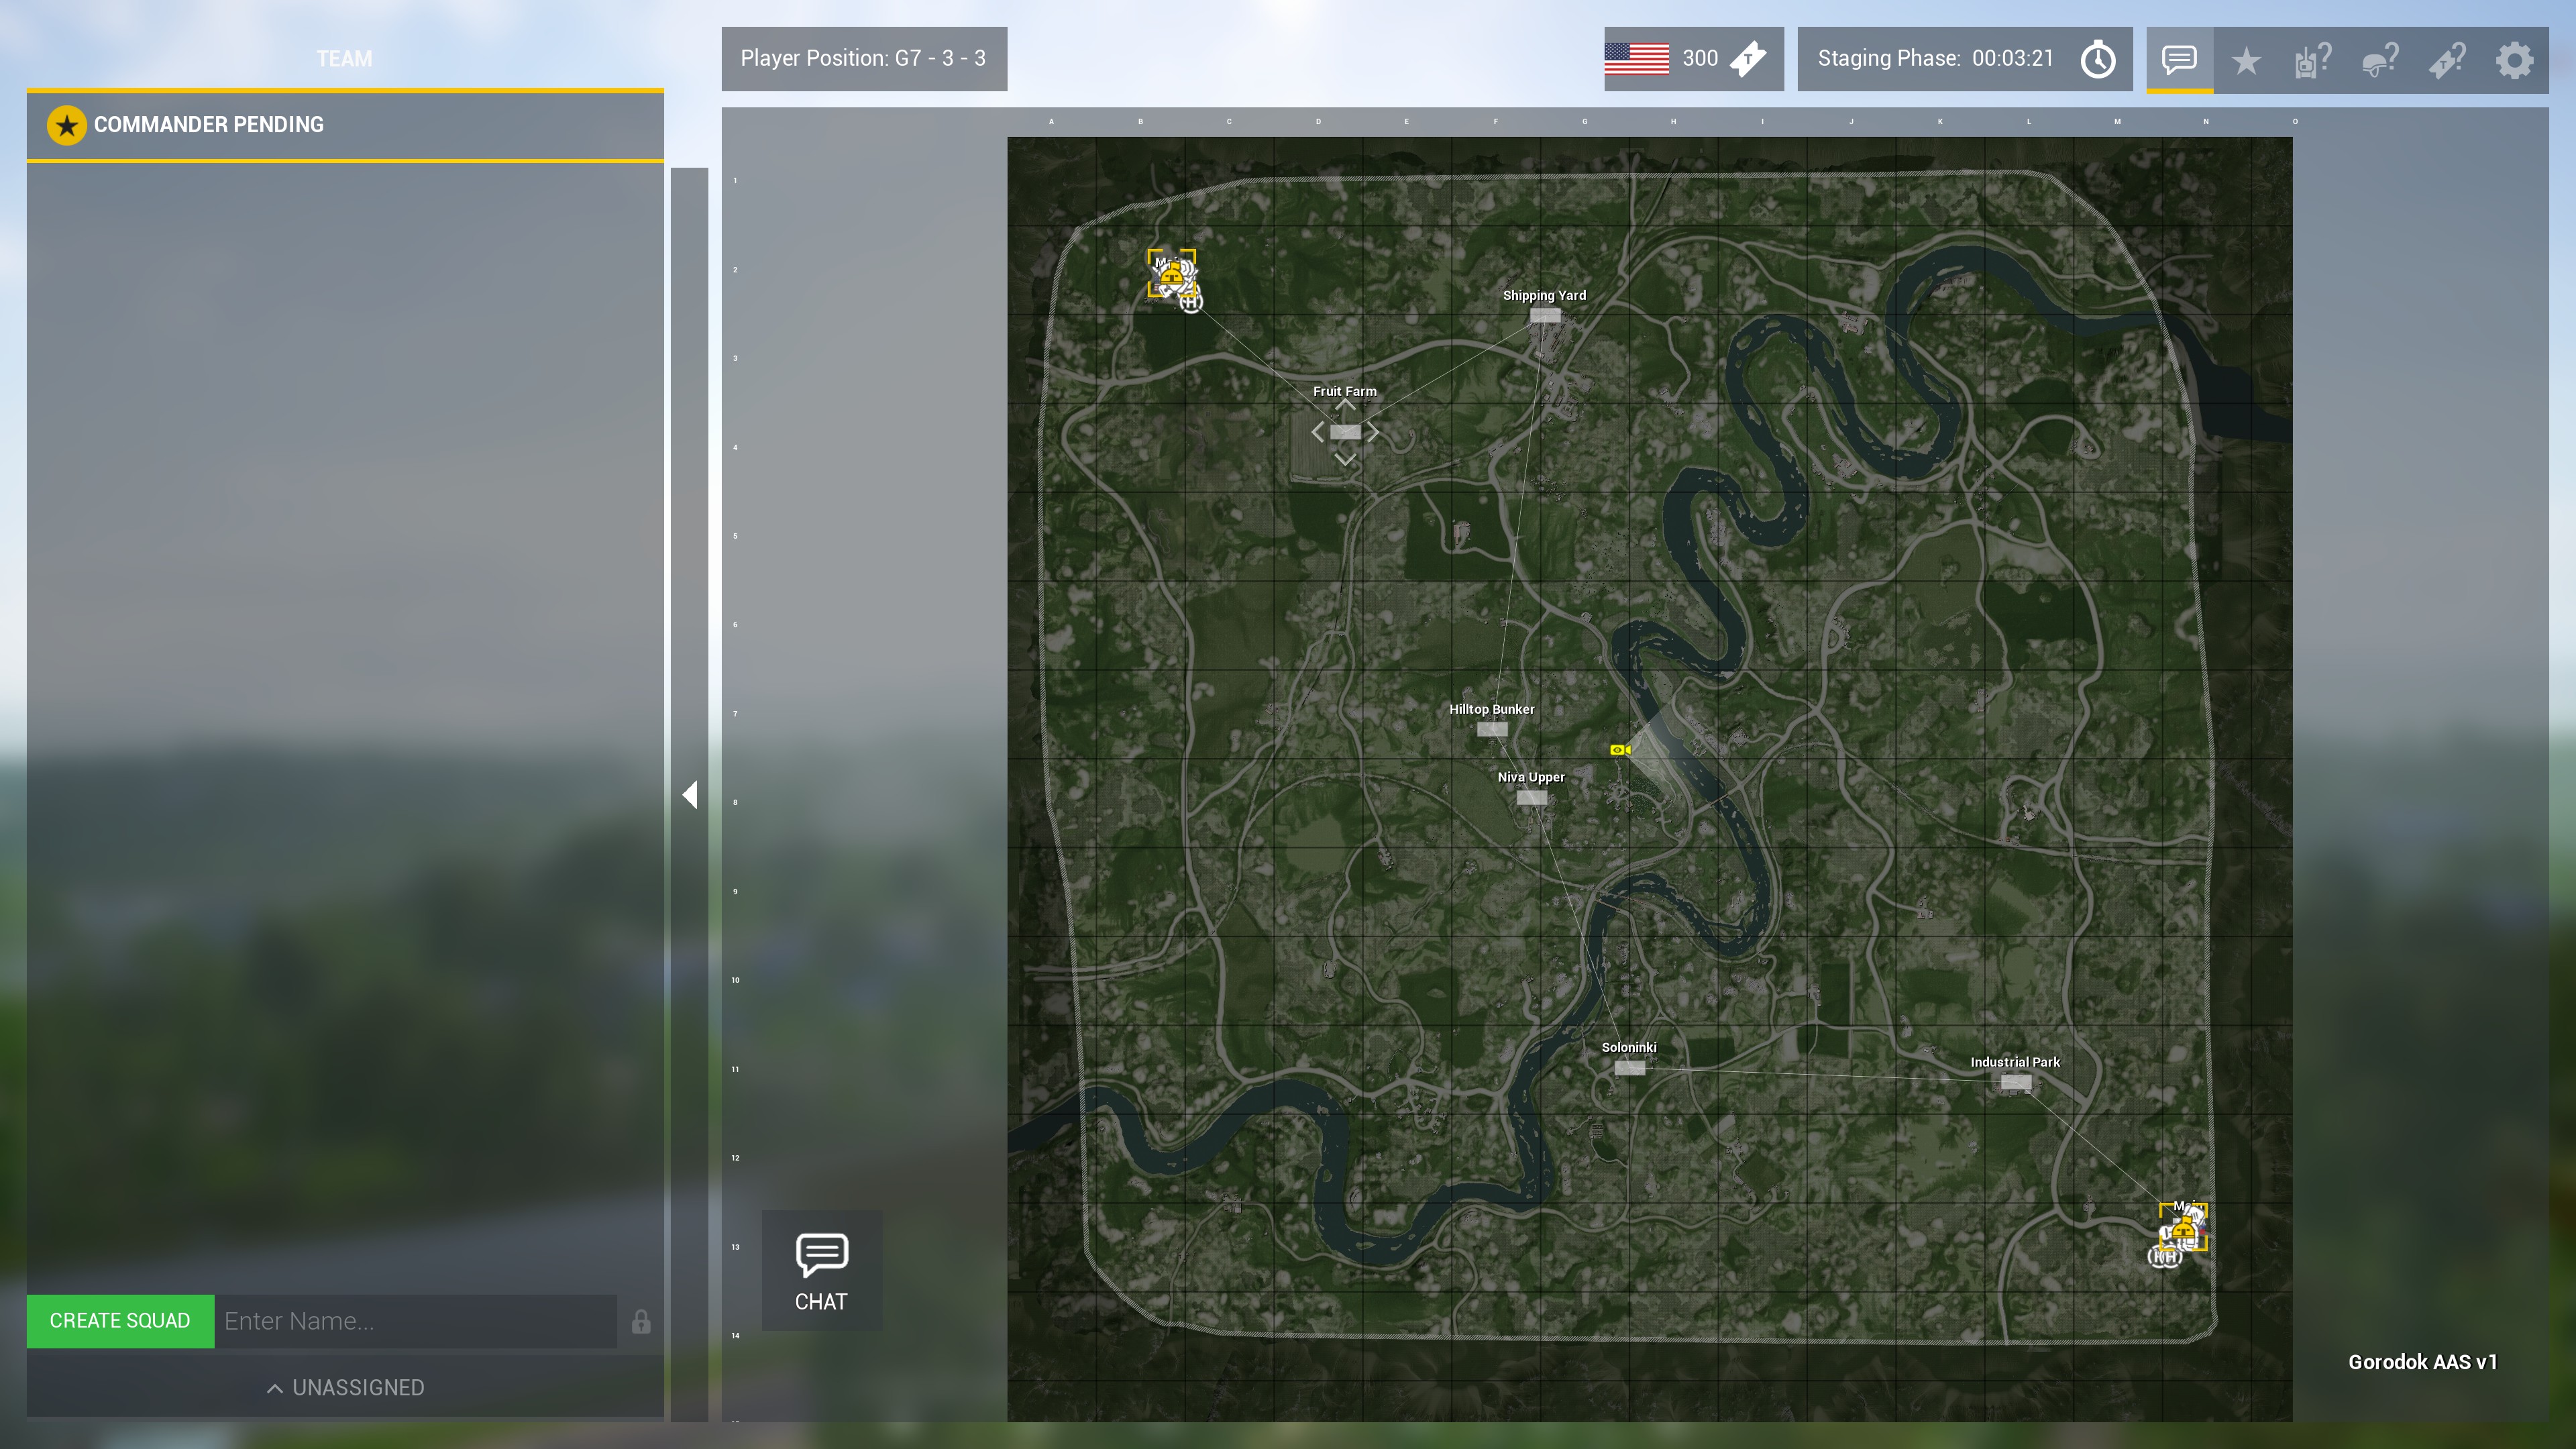 TEAM
Player Position: G7 - 3 - 3
300
T
Staging Phase: 00:03:21
?
?
T?
COMMANDER PENDING
A B C D E F G H I J K L M N O
1
2
3
4
5
6
7
8
9
10
11
12
13
14
H
Shipping Yard
Fruit Farm
Hilltop Bunker
Niva Upper
Soloninki
Industrial Park
H
CHAT
CREATE SQUAD
Enter Name...
UNASSIGNED
Gorodok AAS v1